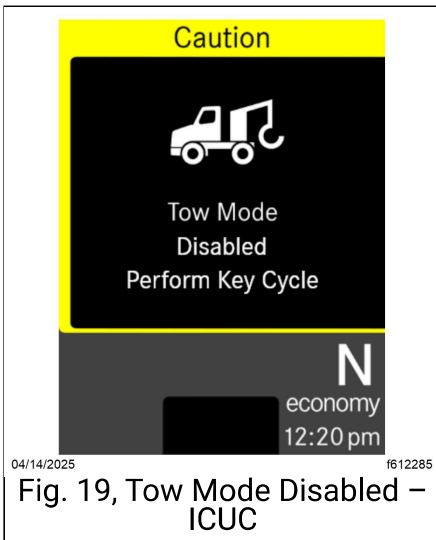 Caution
Tow Mode
Disabled
Perform Key Cycle
N
economy
12:20 pm
04/14/2025 f612285
Fig. 19, Tow Mode Disabled –
ICUC